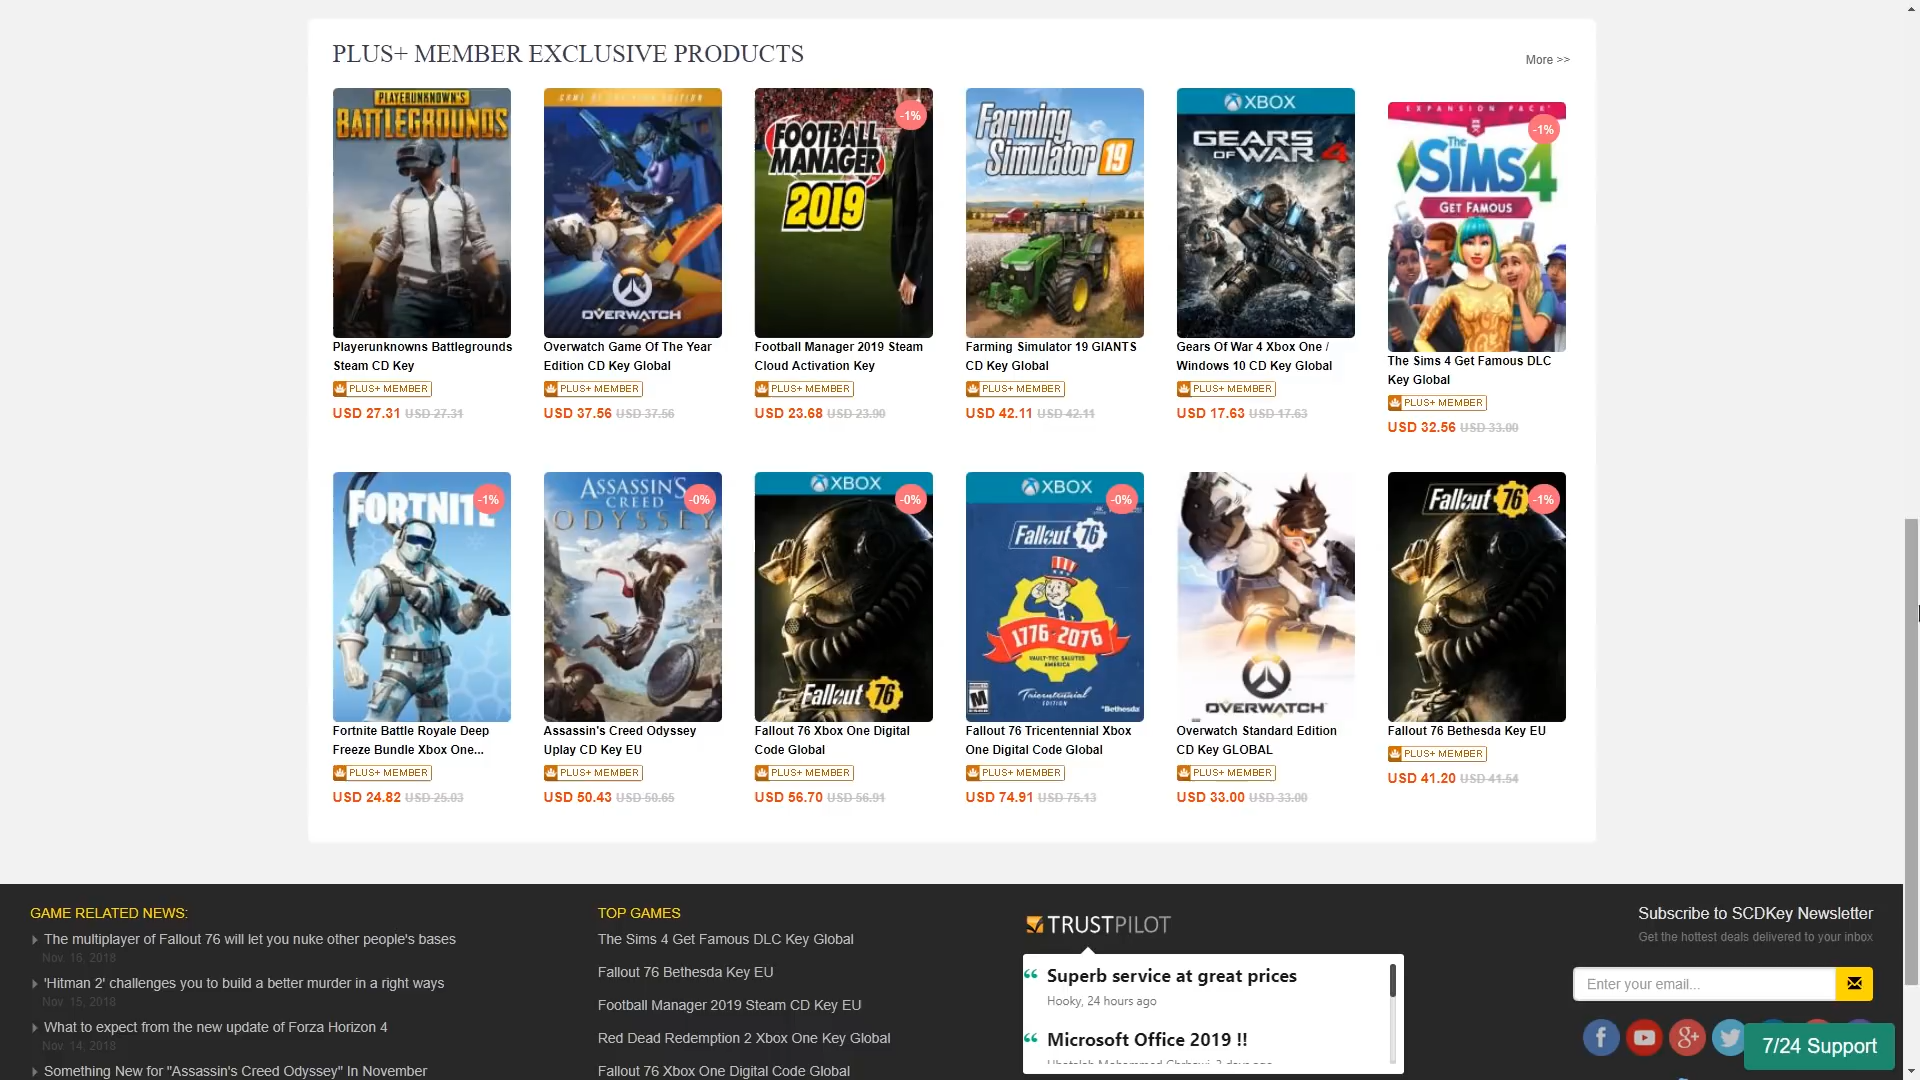 PLUS+ MEMBER EXCLUSIVE PRODUCTS
More >>
PLAYERUNKNOWN'S
BATTLEGROUNDS
GAME OF THE YEAR EDITION
OVERWATCH
-1%
FOOTBALL
MANAGER
2019
Farming
Simulator 19
XBOX
GEARS
OF WAR 4
EXPANSION PACK
-1%
The
SIMS 4
GET FAMOUS
Playerunknowns Battlegrounds
Steam CD Key
PLUS+ MEMBER
USD 27.31 USD 27.31
Overwatch Game Of The Year
Edition CD Key Global
PLUS+ MEMBER
USD 37.56 USD 37.56
Football Manager 2019 Steam
Cloud Activation Key
PLUS+ MEMBER
USD 23.68 USD 23.90
Farming Simulator 19 GIANTS
CD Key Global
PLUS+ MEMBER
USD 42.11 USD 42.11
Gears Of War 4 Xbox One /
Windows 10 CD Key Global
PLUS+ MEMBER
USD 17.63 USD 17.63
The Sims 4 Get Famous DLC
Key Global
PLUS+ MEMBER
USD 32.56 USD 33.00
FORTNITE
-1%
ASSASSIN'S
CREED
ODYSSEY
-0%
XBOX
-0%
Fallout 76
XBOX
-0%
Fallout 76
1776 2076
VAULT-TEC SALUTES
AMERICA
Tricentennial
EDITION
M
Bethesda
OVERWATCH
Fallout 76
-1%
Fortnite Battle Royale Deep
Freeze Bundle Xbox One...
PLUS+ MEMBER
USD 24.82 USD 25.03
Assassin's Creed Odyssey
Uplay CD Key EU
PLUS+ MEMBER
USD 50.43 USD 50.65
Fallout 76 Xbox One Digital
Code Global
PLUS+ MEMBER
USD 56.70 USD 56.91
Fallout 76 Tricentennial Xbox
One Digital Code Global
PLUS+ MEMBER
USD 74.91 USD 75.13
Overwatch Standard Edition
CD Key GLOBAL
PLUS+ MEMBER
USD 33.00 USD 33.00
Fallout 76 Bethesda Key EU
PLUS+ MEMBER
USD 41.20 USD 41.54
GAME RELATED NEWS:
The multiplayer of Fallout 76 will let you nuke other people's bases
Nov. 16, 2018
'Hitman 2' challenges you to build a better murder in a right ways
Nov. 15, 2018
What to expect from the new update of Forza Horizon 4
Nov. 14, 2018
Something New for "Assassin's Creed Odyssey" In November
TOP GAMES
The Sims 4 Get Famous DLC Key Global
Fallout 76 Bethesda Key EU
Football Manager 2019 Steam CD Key EU
Red Dead Redemption 2 Xbox One Key Global
Fallout 76 Xbox One Digital Code Global
TRUSTPILOT
Superb service at great prices
Hooky, 24 hours ago
Microsoft Office 2019 !!
Subscribe to SCDKey Newsletter
Get the hottest deals delivered to your inbox
Enter your email...
7/24 Support